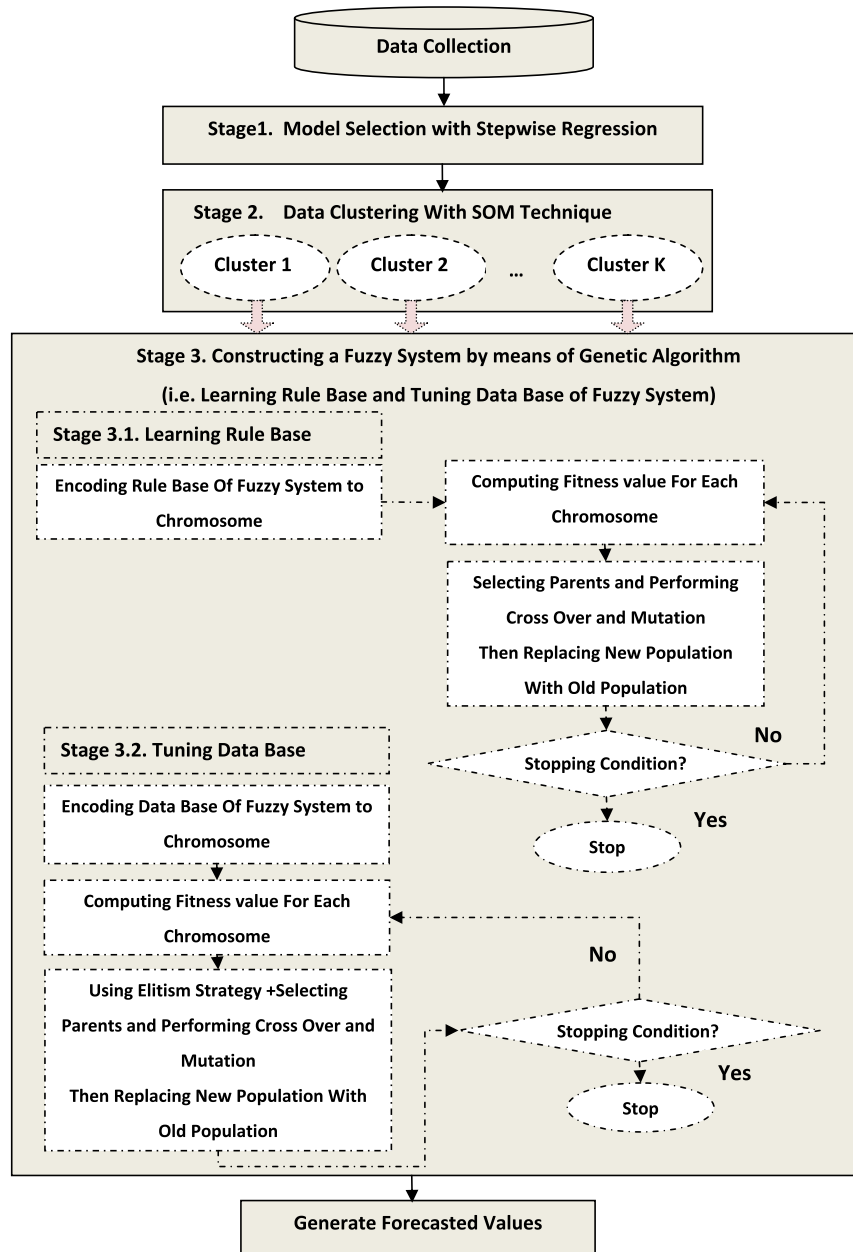 Data Collection
Stage1. Model Selection with Stepwise Regression
Stage 2. Data Clustering With SOM Technique
Cluster 1
Cluster 2
...
Cluster K
Stage 3. Constructing a Fuzzy System by means of Genetic Algorithm
(i.e. Learning Rule Base and Tuning Data Base of Fuzzy System)
Stage 3.1. Learning Rule Base
Encoding Rule Base Of Fuzzy System to
Chromosome
Computing Fitness value For Each
Chromosome
Selecting Parents and Performing
Cross Over and Mutation
Then Replacing New Population
With Old Population
Stopping Condition?
No
Yes
Stop
Stage 3.2. Tuning Data Base
Encoding Data Base Of Fuzzy System to
Chromosome
Computing Fitness value For Each
Chromosome
Using Elitism Strategy +Selecting
Parents and Performing Cross Over and
Mutation
Then Replacing New Population With
Old Population
No
Stopping Condition?
Yes
Stop
Generate Forecasted Values